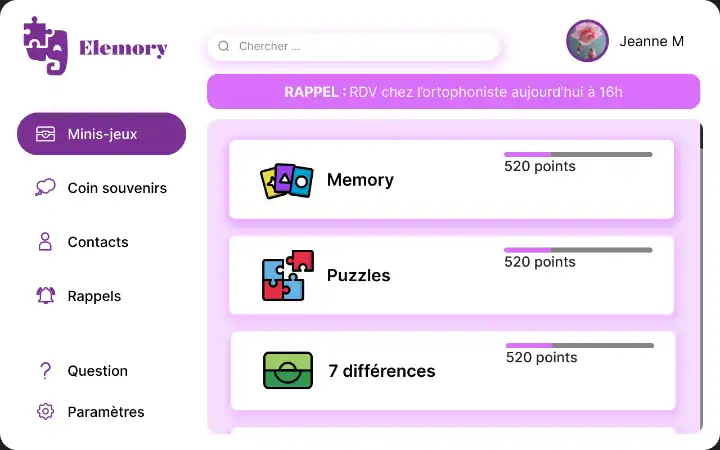 Elemory
Chercher ...
Jeanne M
RAPPEL : RDV chez l'ortophoniste aujourd'hui à 16h
Minis-jeux
Coin souvenirs
Contacts
Rappels
Question
Paramètres
Memory
520 points
Puzzles
520 points
7 différences
520 points